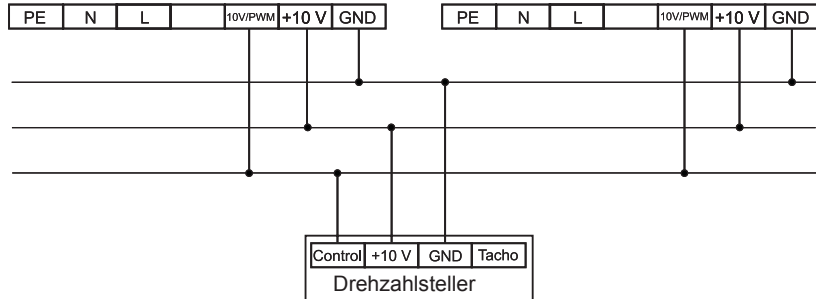 PE N L 10V/PWM +10 V GND PE N L 10V/PWM +10 V GND
Control +10 V GND Tacho
Drehzahlsteller